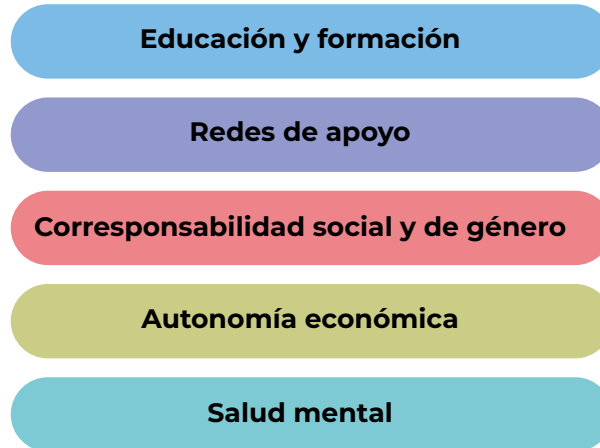 Educación y formación
Redes de apoyo
Corresponsabilidad social y de género
Autonomía económica
Salud mental